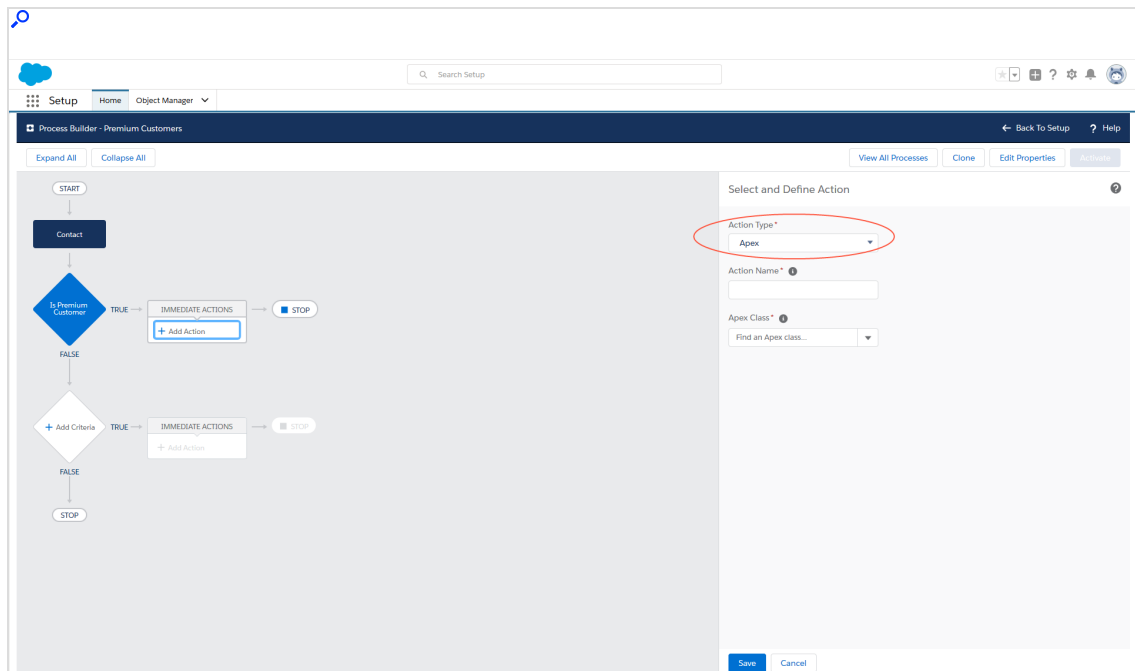 Search Setup
Setup Home Object Manager
Process Builder - Premium Customers
Back To Setup ? Help
Expand All Collapse All
View All Processes Clone Edit Properties Activate
START
Select and Define Action
Contact
Action Type*
Apex
Action Name*
Is Premium
Customer
TRUE IMMEDIATE ACTIONS STOP
+ Add Action
Apex Class*
Find an Apex class...
FALSE
+ Add Criteria TRUE IMMEDIATE ACTIONS STOP
+ Add Action
FALSE
STOP
Save Cancel